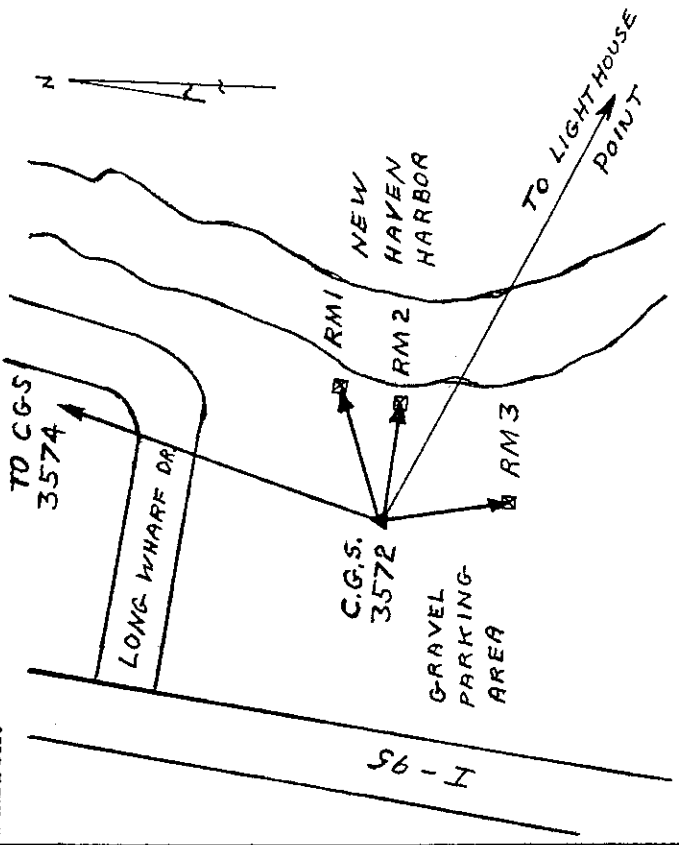 N
TO CGS
3574
LONG WHARF DR.
RM1
NEW
HAVEN
HARBOR
RM2
TO LIGHTHOUSE
POINT
C.G.S.
3572
RM3
GRAVEL
PARKING
AREA
I-95